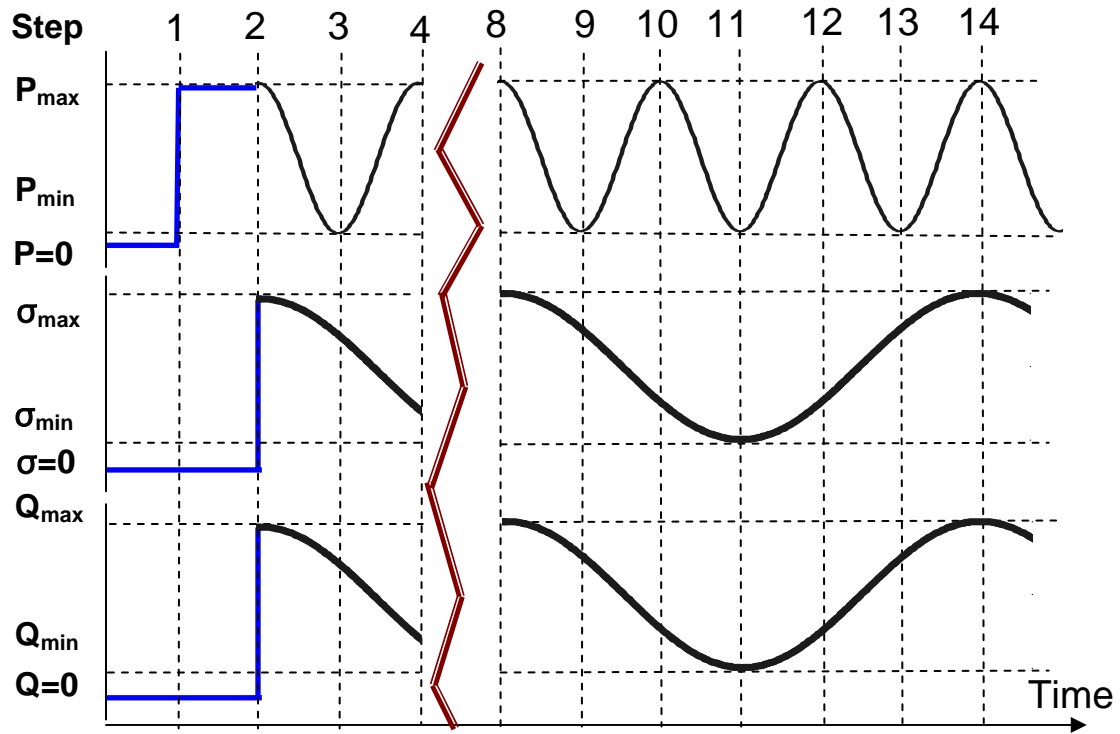 Step 1 2 3 4 8 9 10 11 12 13 14
Pmax
Pmin
P=0
σmax
σmin
σ=0
Qmax
Qmin
Q=0
Time